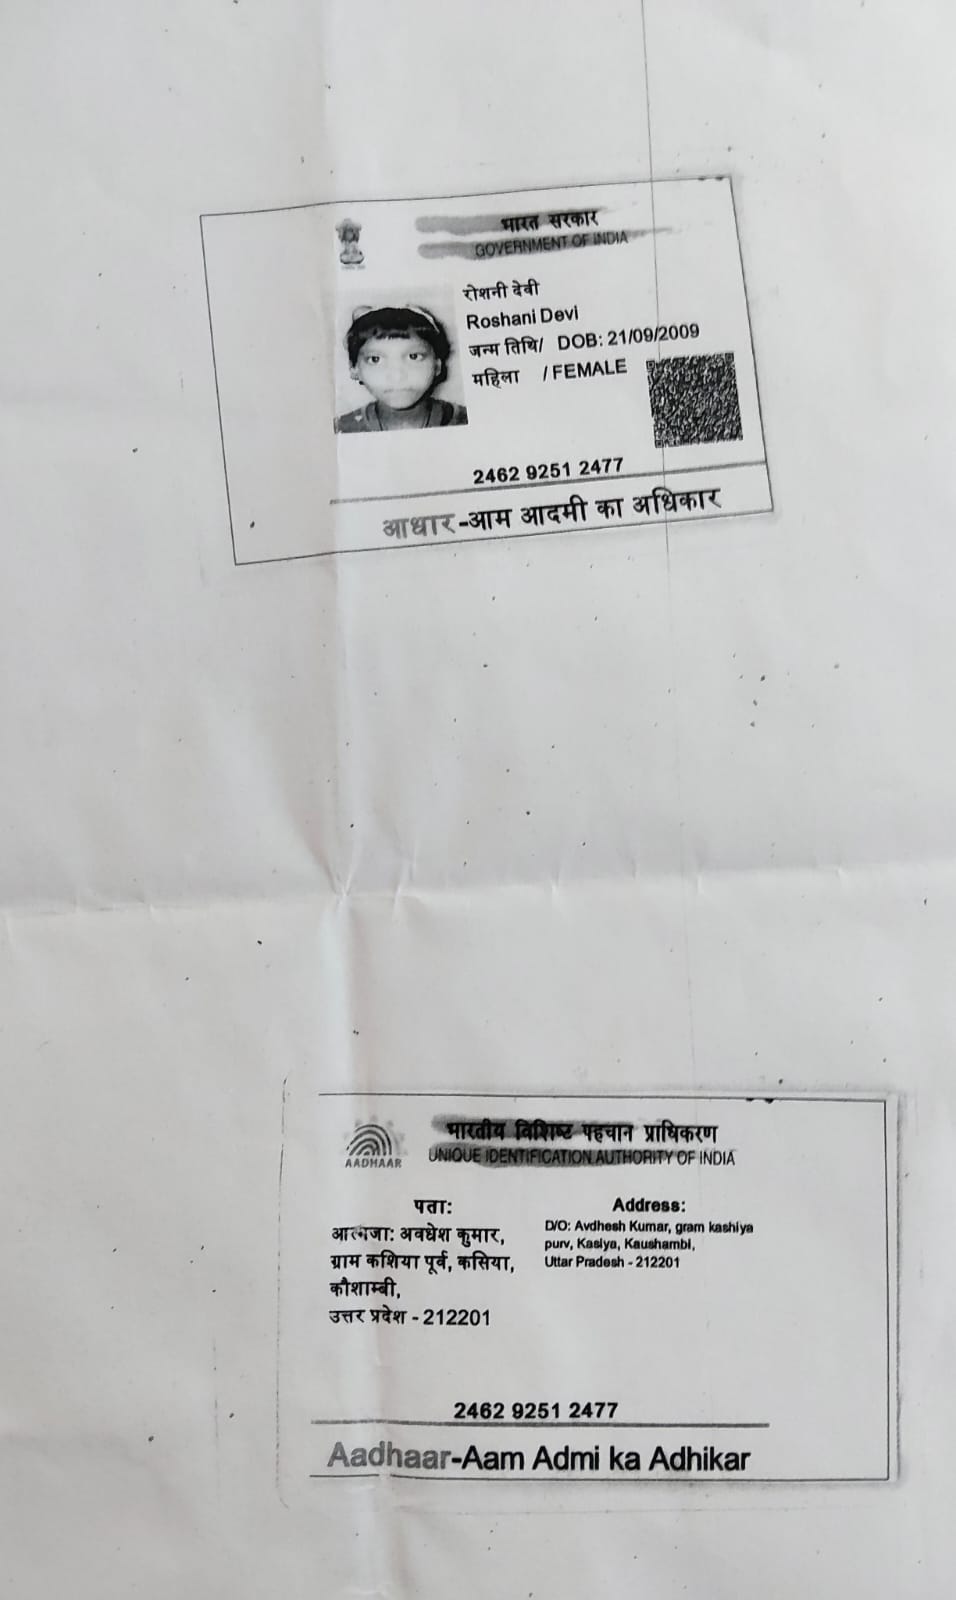 भारत सरकार
GOVERNMENT OF INDIA
रोशनी देवी
Roshani Devi
जन्म तिथि/ DOB: 21/09/2009
महिला / FEMALE
2462 9251 2477
आधार-आम आदमी का अधिकार
भारतीय विशिष्ट पहचान प्राधिकरण
UNIQUE IDENTIFICATION AUTHORITY OF INDIA
AADHAAR
पता:
आत्मजा: अवधेश कुमार,
ग्राम कशिया पूर्व, कसिया,
कौशाम्बी,
उत्तर प्रदेश - 212201
Address:
D/O: Avdhesh Kumar, gram kashiya
purv, Kasiya, Kaushambi,
Uttar Pradesh - 212201
2462 9251 2477
Aadhaar-Aam Admi ka Adhikar